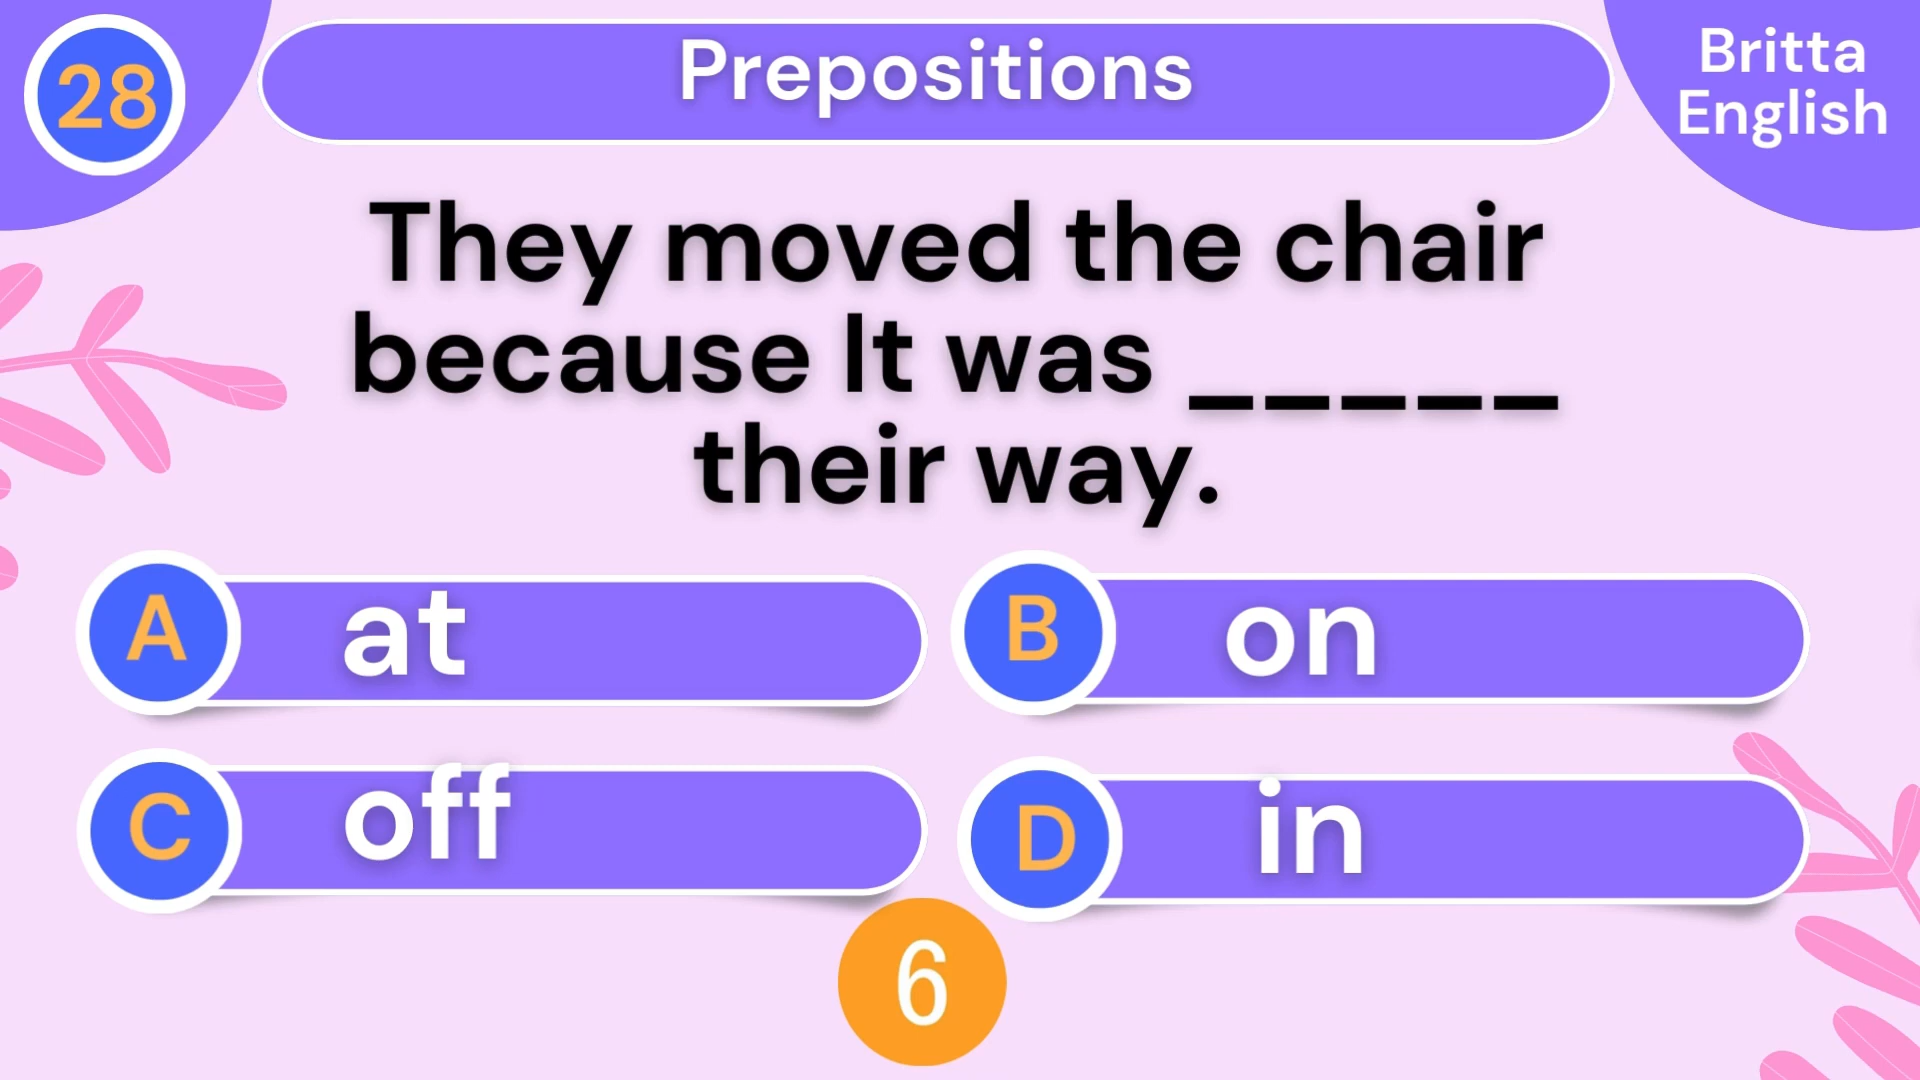 28
Prepositions
Britta
English
They moved the chair
because It was _____
their way.
A at
B on
C off
D in
6